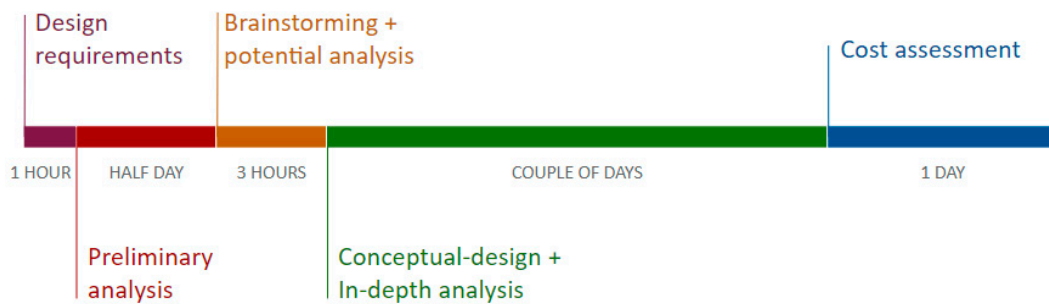 Design
requirements
Brainstorming +
potential analysis
Cost assessment
1 HOUR
HALF DAY
3 HOURS
COUPLE OF DAYS
1 DAY
Preliminary
analysis
Conceptual-design +
In-depth analysis